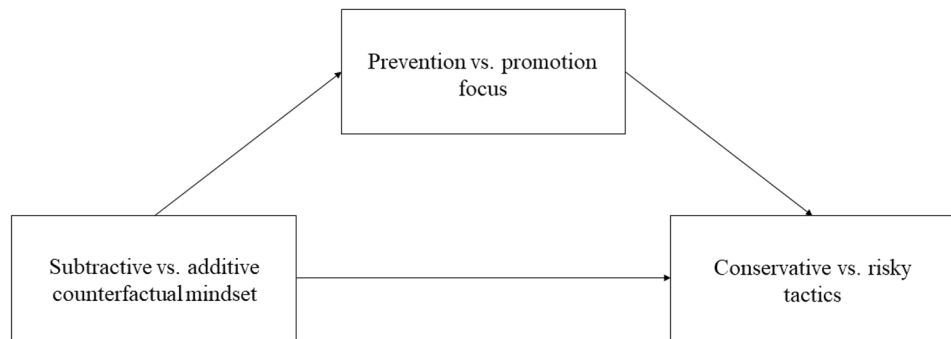 Prevention vs. promotion
focus
Subtractive vs. additive
counterfactual mindset
Conservative vs. risky
tactics